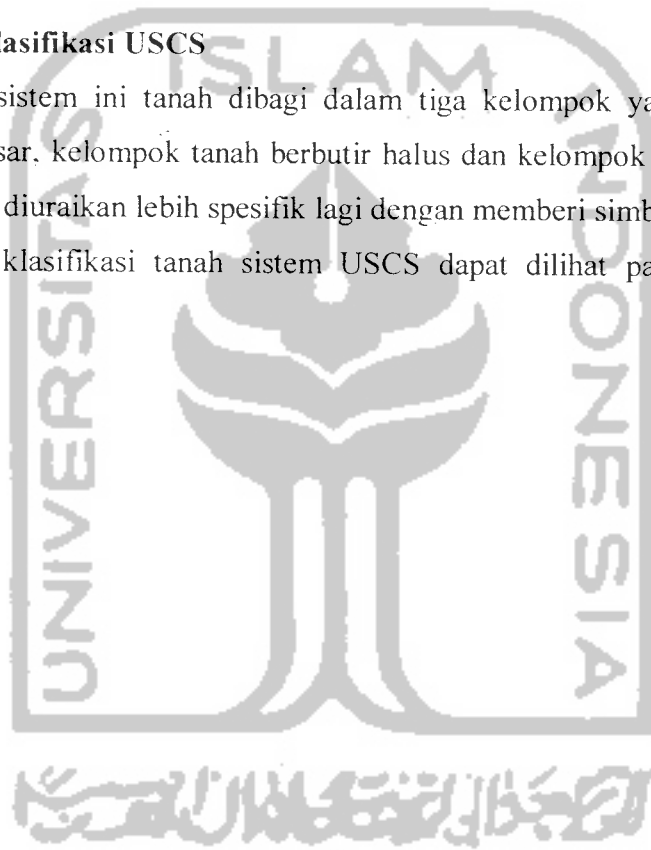 lasifikasi USCS
sistem ini tanah dibagi dalam tiga kelompok ya
sar, kelompok tanah berbutir halus dan kelompok
diuraikan lebih spesifik lagi dengan memberi simb
klasifikasi tanah sistem USCS dapat dilihat pa
ISLAM
UNIVERSITAS
INDONESIA